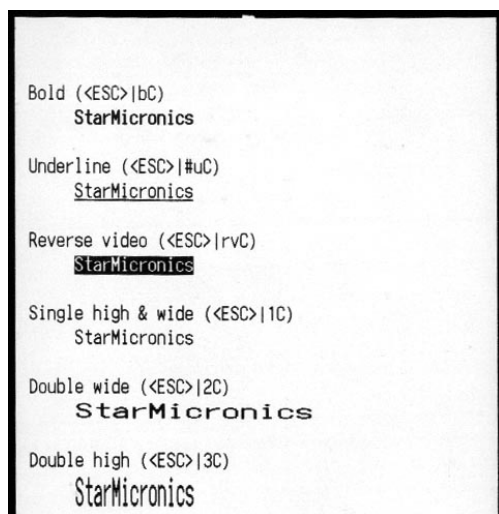 Bold (<ESC>|bC)
StarMicronics
Underline (<ESC>|#uC)
StarMicronics
Reverse video (<ESC>|rvC)
StarMicronics
Single high & wide (<ESC>|1C)
StarMicronics
Double wide (<ESC>|2C)
StarMicronics
Double high (<ESC>|3C)
StarMicronics